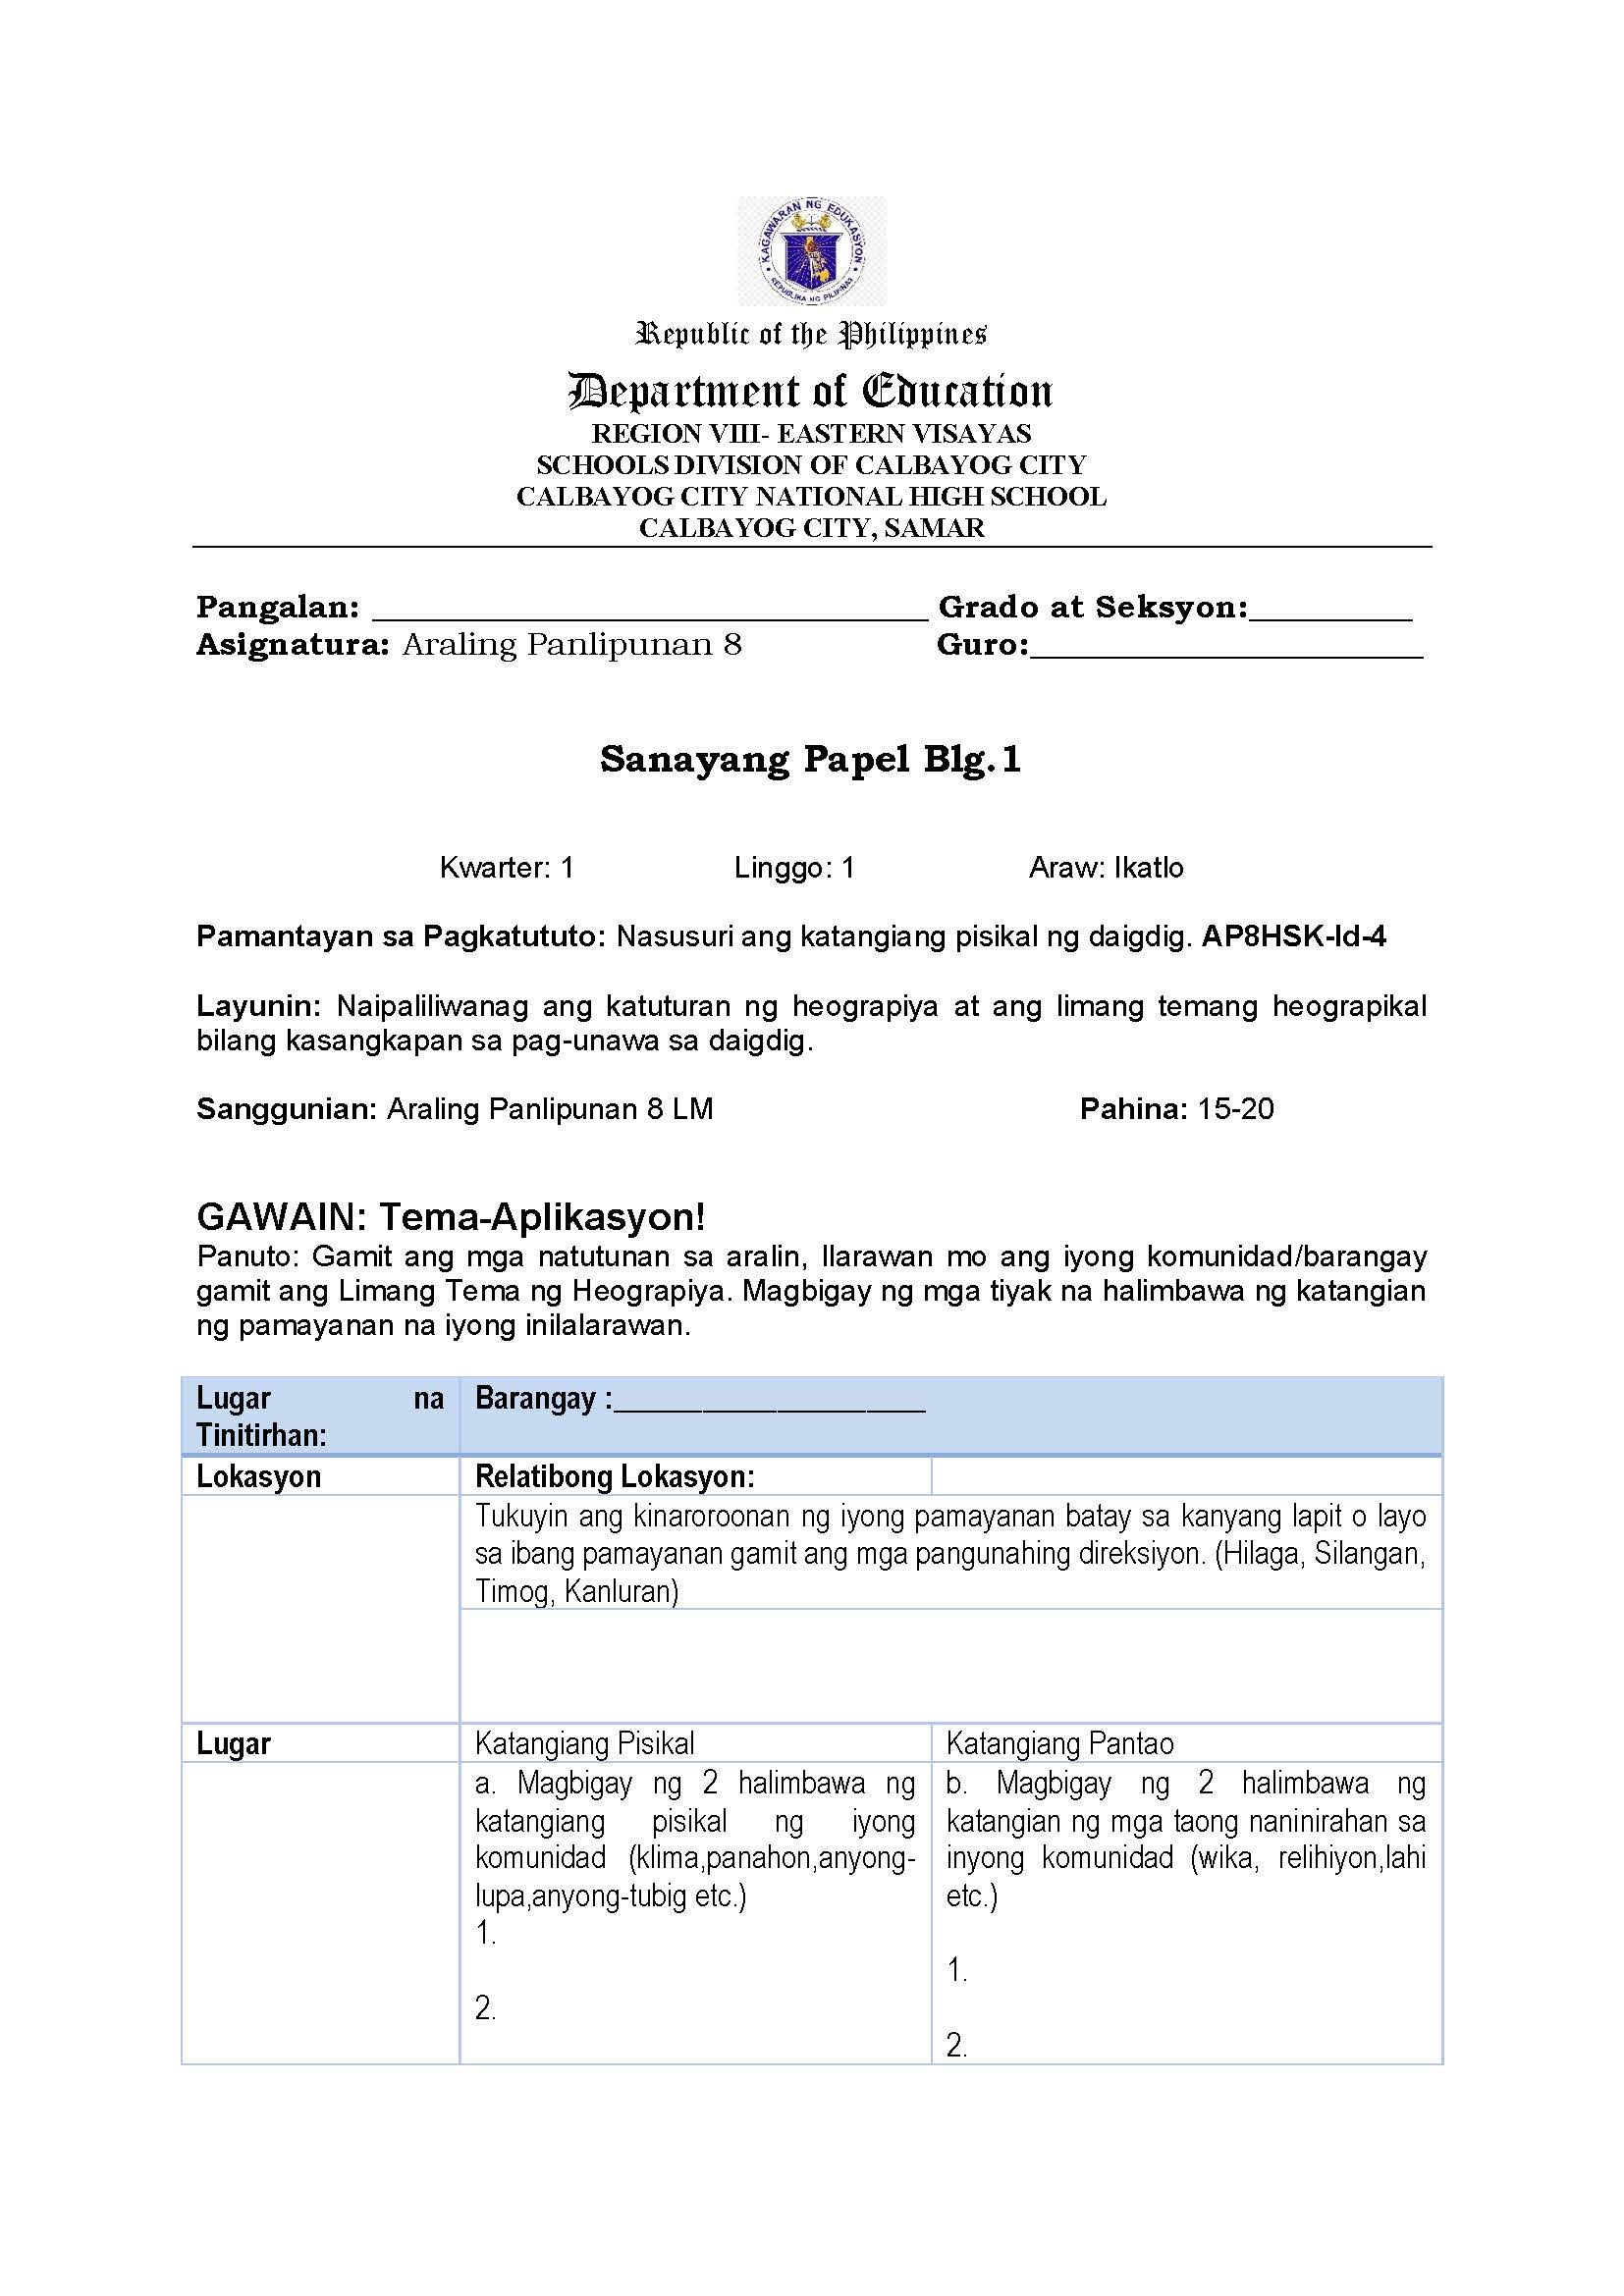 KAGAWARAN NG EDUKASYON
REPUBLIKA NG PILIPINAS
Republic of the Philippines
Department of Education
REGION VIII- EASTERN VISAYAS
SCHOOLS DIVISION OF CALBAYOG CITY
CALBAYOG CITY NATIONAL HIGH SCHOOL
CALBAYOG CITY, SAMAR
Pangalan: __________________________________ Grado at Seksyon:__________
Asignatura: Araling Panlipunan 8 Guro:________________________
Sanayang Papel Blg.1
Kwarter: 1 Linggo: 1 Araw: Ikatlo
Pamantayan sa Pagkatututo: Nasusuri ang katangiang pisikal ng daigdig. AP8HSK-Id-4
Layunin: Naipaliliwanag ang katuturan ng heograpiya at ang limang temang heograpikal
bilang kasangkapan sa pag-unawa sa daigdig.
Sanggunian: Araling Panlipunan 8 LM Pahina: 15-20
GAWAIN: Tema-Aplikasyon!
Panuto: Gamit ang mga natutunan sa aralin, Ilarawan mo ang iyong komunidad/barangay
gamit ang Limang Tema ng Heograpiya. Magbigay ng mga tiyak na halimbawa ng katangian
ng pamayanan na iyong inilalarawan.
Lugar na
Tinitirhan:
Barangay :_____________________
Lokasyon
Relatibong Lokasyon:
Tukuyin ang kinaroroonan ng iyong pamayanan batay sa kanyang lapit o layo
sa ibang pamayanan gamit ang mga pangunahing direksiyon. (Hilaga, Silangan,
Timog, Kanluran)
Lugar
Katangiang Pisikal
Katangiang Pantao
a. Magbigay ng 2 halimbawa ng
katangiang pisikal ng iyong
komunidad (klima,panahon,anyong-
lupa,anyong-tubig etc.)
1.
2.
b. Magbigay ng 2 halimbawa ng
katangian ng mga taong naninirahan sa
inyong komunidad (wika, relihiyon,lahi
etc.)
1.
2.